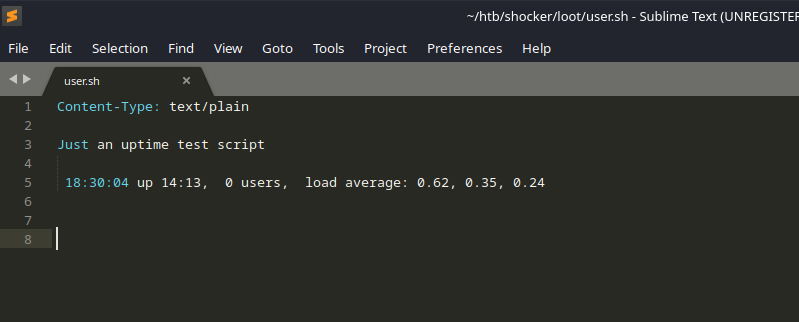 ~/htb/shocker/loot/user.sh - Sublime Text (UNREGISTER
File Edit Selection Find View Goto Tools Project Preferences Help
user.sh ×
1 Content-Type: text/plain
2
3 Just an uptime test script
4
5 18:30:04 up 14:13,  0 users,  load average: 0.62, 0.35, 0.24
6
7
8